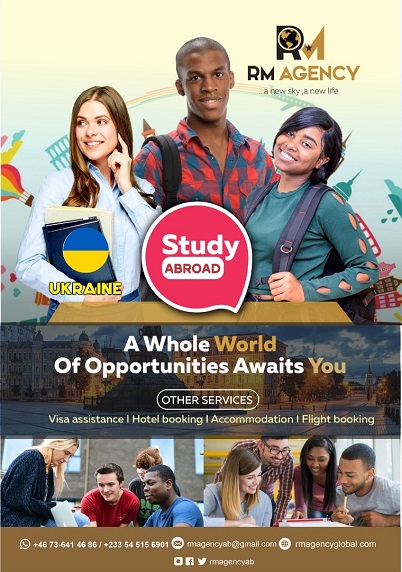 RM
RM AGENCY
a new sky ,a new life
Study
ABROAD
UKRAINE
A Whole World
Of Opportunities Awaits You
OTHER SERVICES
Visa assistance I Hotel booking I Accommodation I Flight booking
+46 73-641 46 86 / +233 54 515 6901 rmagencyab@gmail.com rmagencyglobal.com
rmagencyab